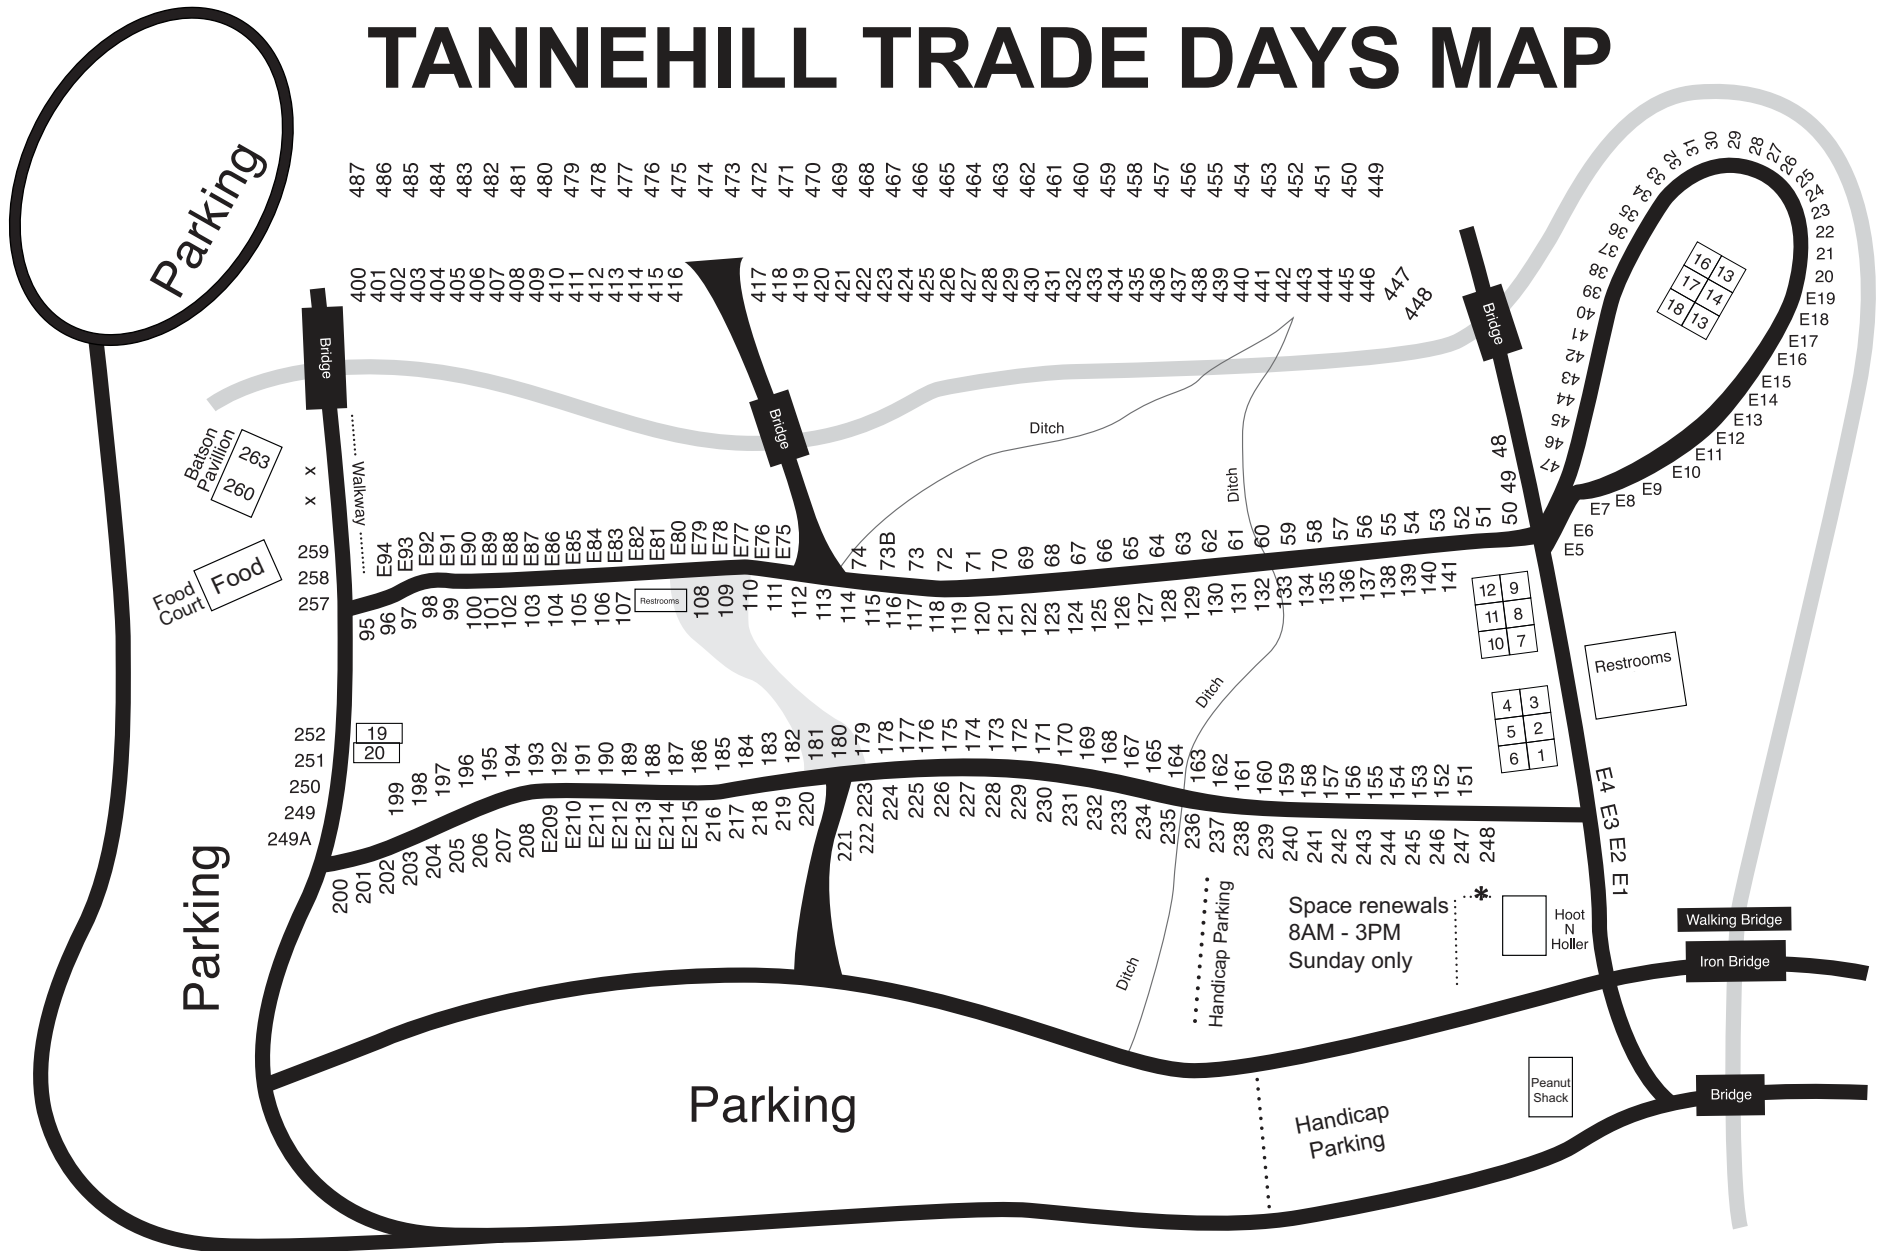 TANNEHILL TRADE DAYS MAP
Parking
487 486 485 484 483 482 481 480 479 478 477 476 475 474 473 472 471 470 469 468 467 466 465 464 463 462 461 460 459 458 457 456 455 454 453 452 451 450 449
400 401 402 403 404 405 406 407 408 409 410 411 412 413 414 415 416
417 418 419 420 421 422 423 424 425 426 427 428 429 430 431 432 433 434 435 436 437 438 439 440 441 442 443 444 445 446 447 448
Bridge
Bridge
Bridge
47 46 45 44 43 42 41 40 39 38 37 36 35 34 33 32 31 30 29 28 27 26 25 24 23 22 21 20 E19 E18 E17 E16 E15 E14 E13 E12 E11 E10 E9 E8 E7 E6 E5
16 13
17 14
18 13
Batson
Pavillion
263
260
x
x
Walkway
Ditch
Ditch
48
49
259
258
257
Food
Court
Food
E94 E93 E92 E91 E90 E89 E88 E87 E86 E85 E84 E83 E82 E81 E80 E79 E78 E77 E76 E75
74 73B 73 72 71 70 69 68 67 66 65 64 63 62 61 60 59 58 57 56 55 54 53 52 51 50
95 96 97 98 99 100 101 102 103 104 105 106 107
Restrooms
108 109 110 111 112 113 114 115 116 117 118 119 120 121 122 123 124 125 126 127 128 129 130 131 132 133 134 135 136 137 138 139 140 141
12 9
11 8
10 7
Restrooms
4 3
5 2
6 1
Ditch
252
251
250
249
249A
19
20
199 198 197 196 195 194 193 192 191 190 189 188 187 186 185 184 183 182 181 180 179 178 177 176 175 174 173 172 171 170 169 168 167 165 164 163 162 161 160 159 158 157 156 155 154 153 152 151
200 201 202 203 204 205 206 207 208 E209 E210 E211 E212 E213 E214 E215 216 217 218 219 220
221 222 223 224 225 226 227 228 229 230 231 232 233 234 235 236 237 238 239 240 241 242 243 244 245 246 247 248
E4 E3 E2 E1
Parking
Ditch
Handicap Parking
Space renewals
8AM - 3PM
Sunday only
*
Hoot
N
Holler
Walking Bridge
Iron Bridge
Parking
Handicap
Parking
Peanut
Shack
Bridge